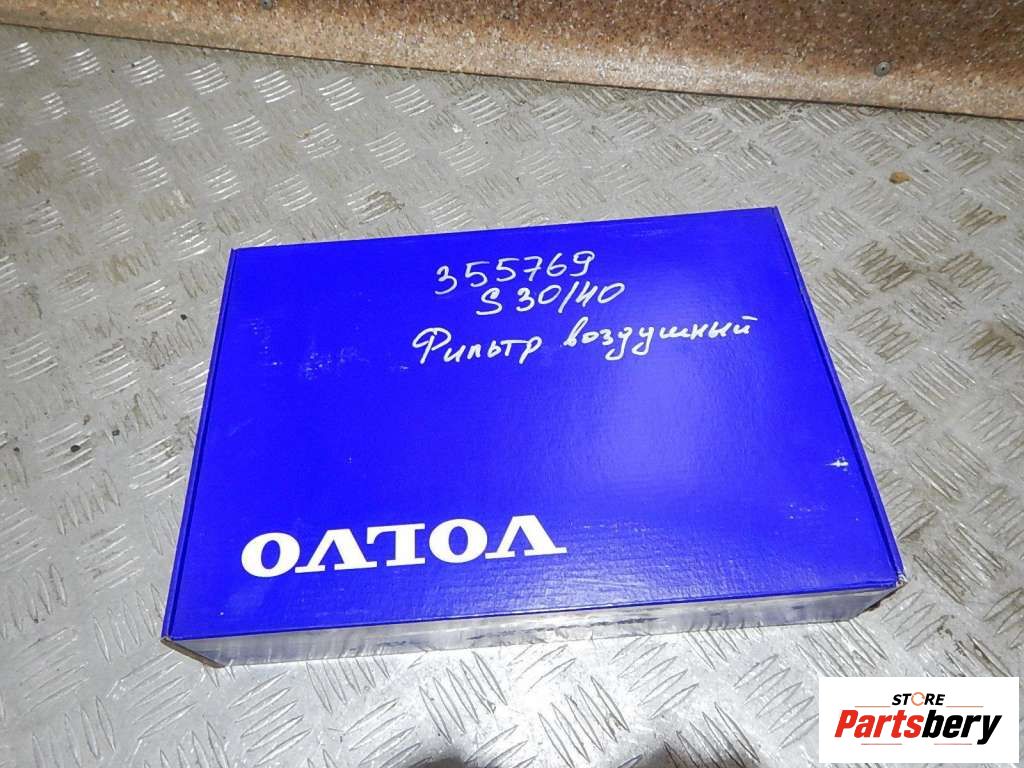 355769
S 30/40
Фильтр воздушный
VOLVO
STORE
Partsbery